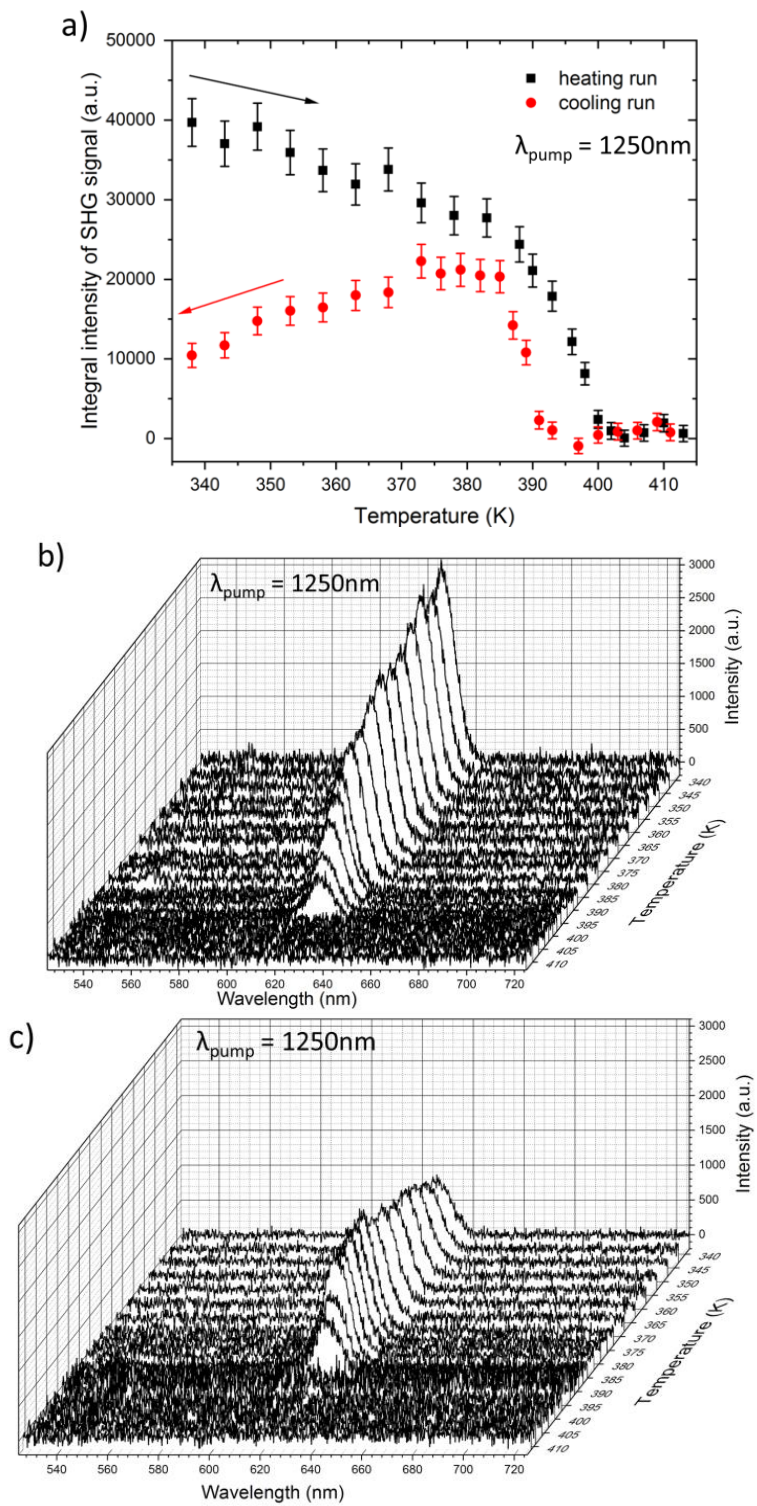 a)
50000
40000
30000
20000
10000
0
Integral intensity of SHG signal (a.u.)
heating run
cooling run
λpump = 1250nm
340 350 360 370 380 390 400 410
Temperature (K)
b)
λpump = 1250nm
3000
2500
2000
1500
1000
500
0
Intensity (a.u.)
340
345
350
355
360
365
370
375
380
385
390
395
400
405
410
Temperature (K)
540 560 580 600 620 640 660 680 700 720
Wavelength (nm)
c)
λpump = 1250nm
3000
2500
2000
1500
1000
500
0
Intensity (a.u.)
340
345
350
355
360
365
370
375
380
385
390
395
400
405
410
Temperature (K)
540 560 580 600 620 640 660 680 700 720
Wavelength (nm)